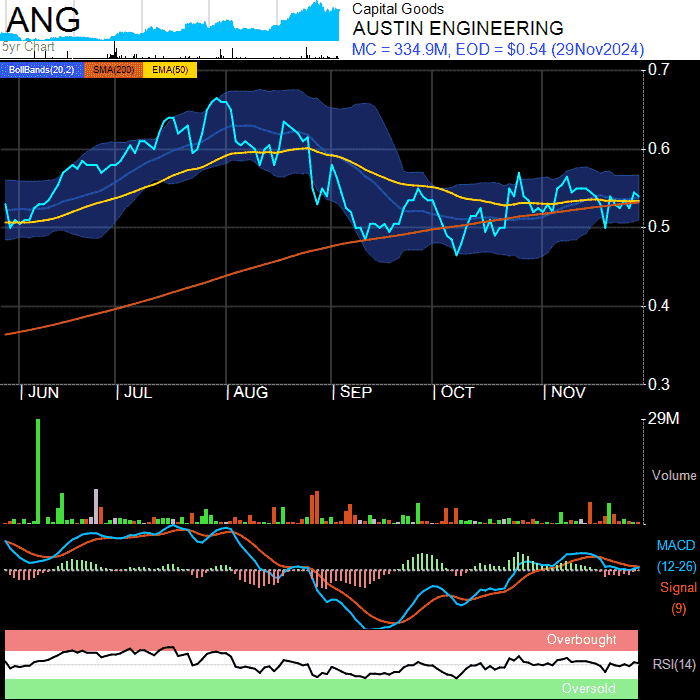 ANG
5yr Chart
Capital Goods
AUSTIN ENGINEERING
MC = 334.9M, EOD = $0.54 (29Nov2024)
BollBands(20,2) SMA(200) EMA(50)
0.7
0.6
0.5
0.4
0.3
JUN JUL AUG SEP OCT NOV
29M
Volume
MACD
(12-26)
Signal
(9)
Overbought
RSI(14)
Oversold